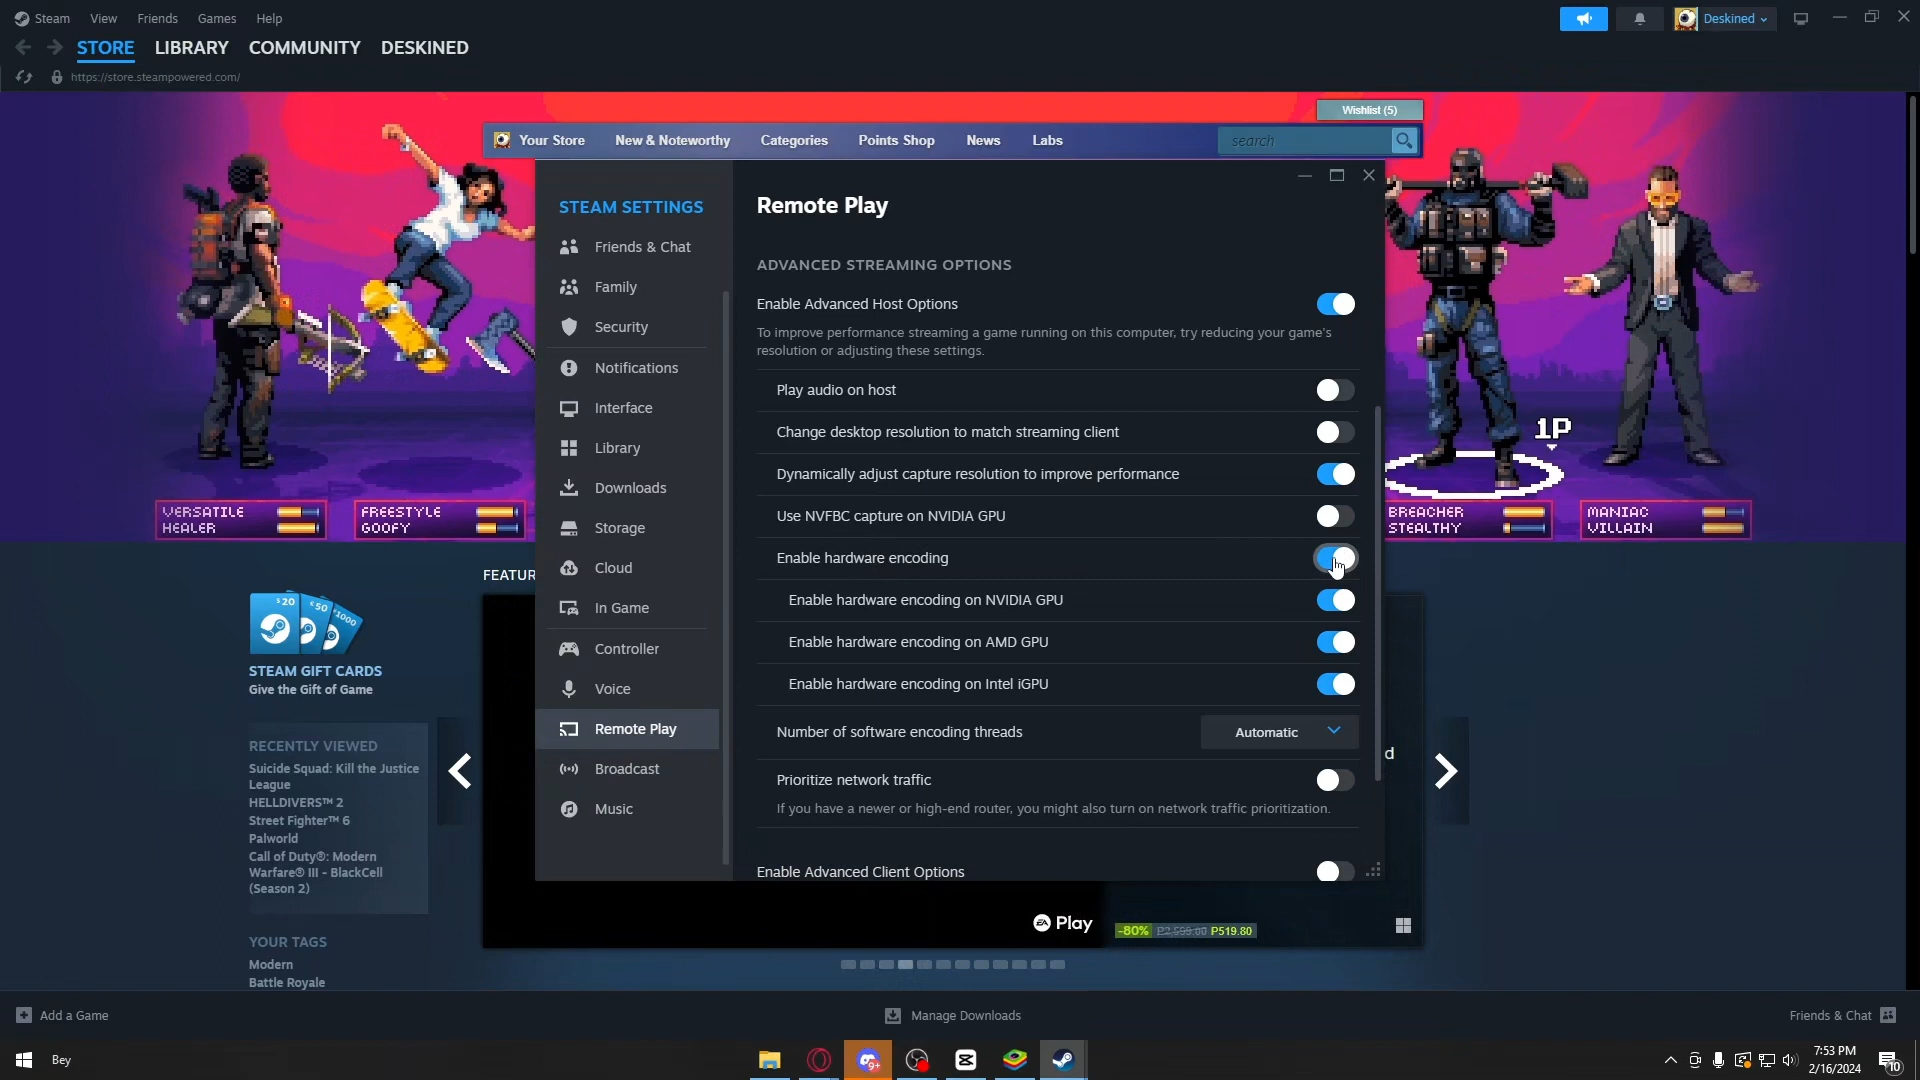 Steam View Friends Games Help
Deskined
STORE LIBRARY COMMUNITY DESKINED
https://store.steampowered.com/
Wishlist (5)
Your Store New & Noteworthy Categories Points Shop News Labs
search
STEAM SETTINGS
Friends & Chat
Family
Security
Notifications
Interface
Library
Downloads
Storage
Cloud
In Game
Controller
Voice
Remote Play
Broadcast
Music
Remote Play
ADVANCED STREAMING OPTIONS
Enable Advanced Host Options
To improve performance streaming a game running on this computer, try reducing your game's
resolution or adjusting these settings.
Play audio on host
Change desktop resolution to match streaming client
Dynamically adjust capture resolution to improve performance
Use NVFBC capture on NVIDIA GPU
Enable hardware encoding
Enable hardware encoding on NVIDIA GPU
Enable hardware encoding on AMD GPU
Enable hardware encoding on Intel iGPU
Number of software encoding threads Automatic
Prioritize network traffic
If you have a newer or high-end router, you might also turn on network traffic prioritization.
Enable Advanced Client Options
VERSATILE
HEALER
FREESTYLE
GOOFY
1P
BREACHER
STEALTHY
MANIAC
VILLAIN
FEATUR
$20 €50 ¥1000
STEAM GIFT CARDS
Give the Gift of Game
RECENTLY VIEWED
Suicide Squad: Kill the Justice
League
HELLDIVERS™ 2
Street Fighter™ 6
Palworld
Call of Duty®: Modern
Warfare® III - BlackCell
(Season 2)
YOUR TAGS
Modern
Battle Royale
d
EA Play
-80% P2,599.00 P519.80
Add a Game
Manage Downloads
Friends & Chat
Bey
9+
7:53 PM
2/16/2024
10